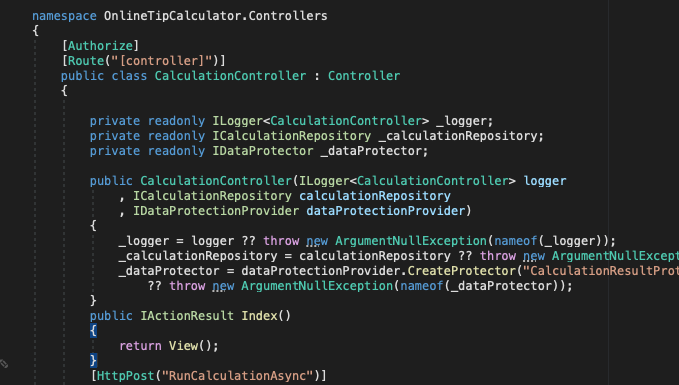 namespace OnlineTipCalculator.Controllers
{
[Authorize]
[Route("[controller]")]
public class CalculationController : Controller
{
private readonly ILogger<CalculationController> _logger;
private readonly ICalculationRepository _calculationRepository;
private readonly IDataProtector _dataProtector;
public CalculationController(ILogger<CalculationController> logger
, ICalculationRepository calculationRepository
, IDataProtectionProvider dataProtectionProvider)
{
_logger = logger ?? throw new ArgumentNullException(nameof(_logger));
_calculationRepository = calculationRepository ?? throw new ArgumentNullExcept
_dataProtector = dataProtectionProvider.CreateProtector("CalculationResultProt
?? throw new ArgumentNullException(nameof(_dataProtector));
}
public IActionResult Index()
{
return View();
}
[HttpPost("RunCalculationAsync")]